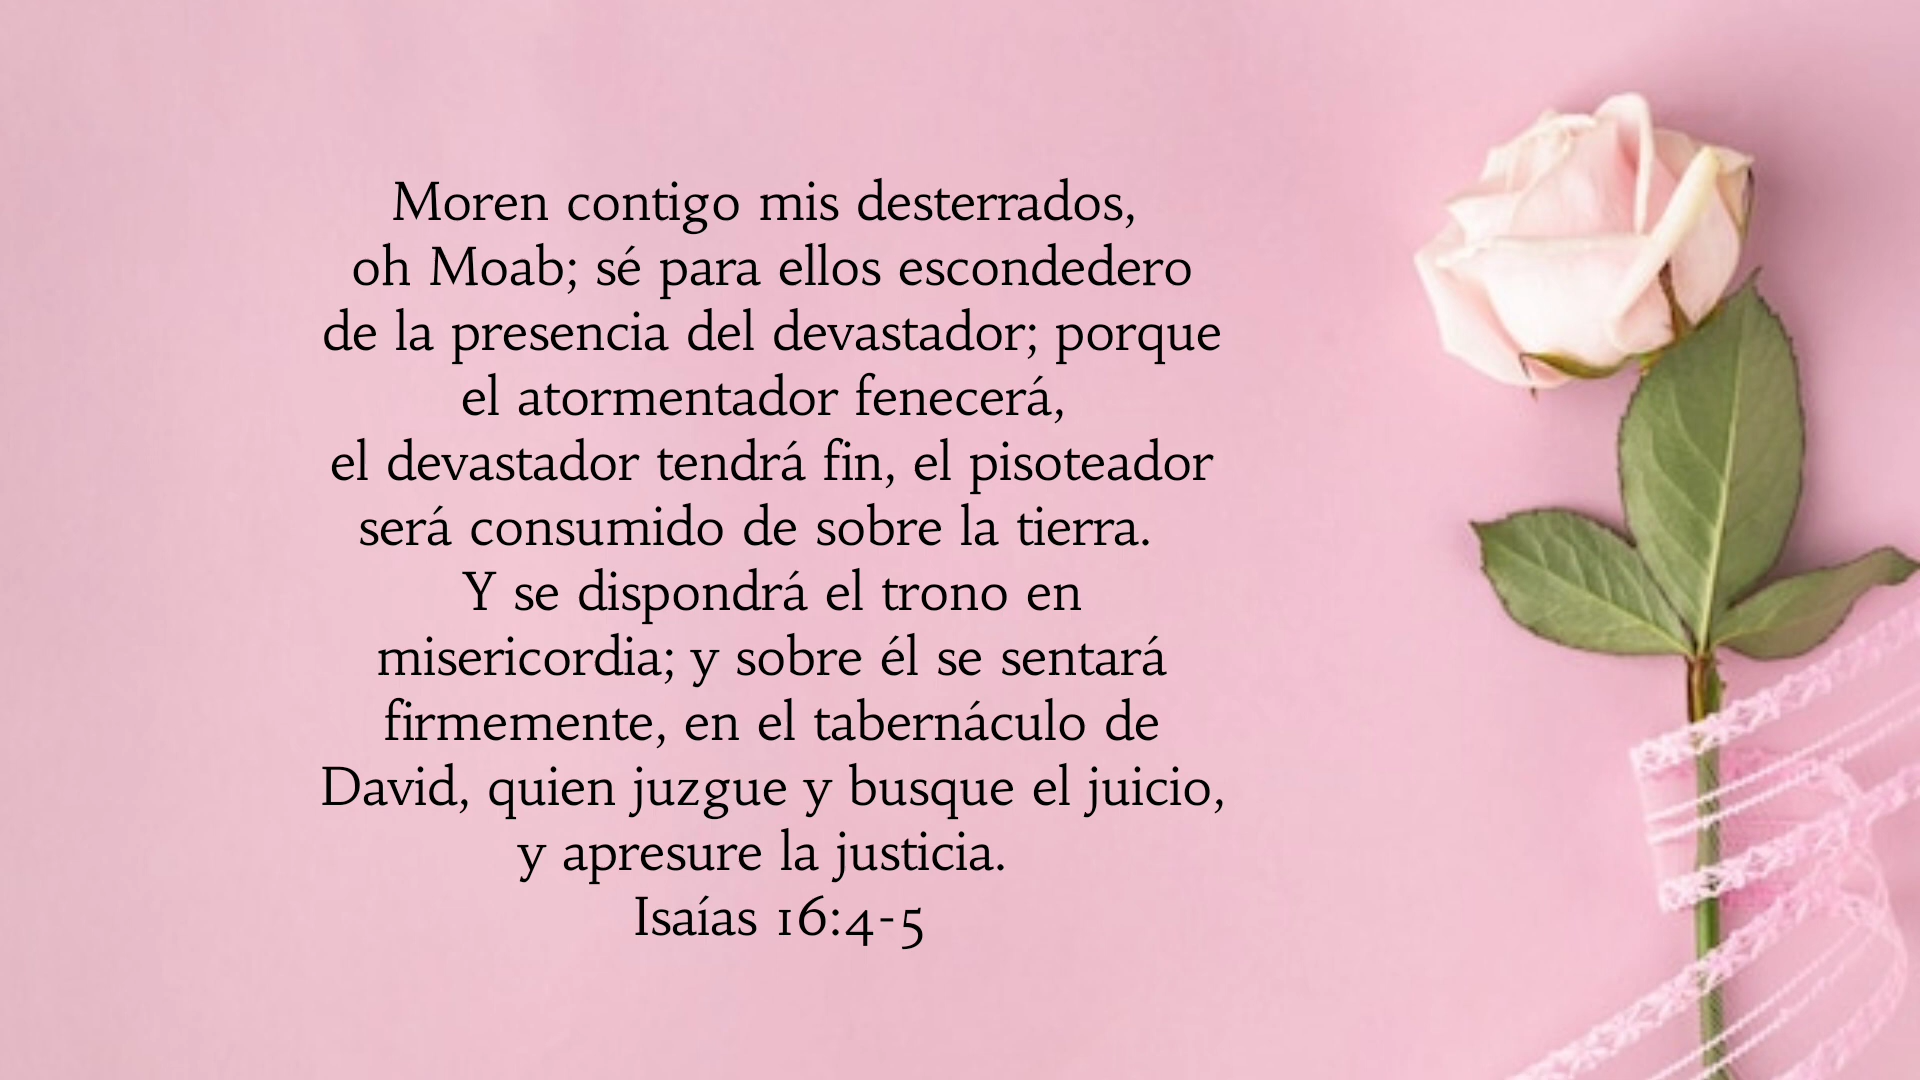 Moren contigo mis desterrados,
oh Moab; sé para ellos escondedero
de la presencia del devastador; porque
el atormentador fenecerá,
el devastador tendrá fin, el pisoteador
será consumido de sobre la tierra.
Y se dispondrá el trono en
misericordia; y sobre él se sentará
firmemente, en el tabernáculo de
David, quien juzgue y busque el juicio,
y apresure la justicia.
Isaías 16:4-5